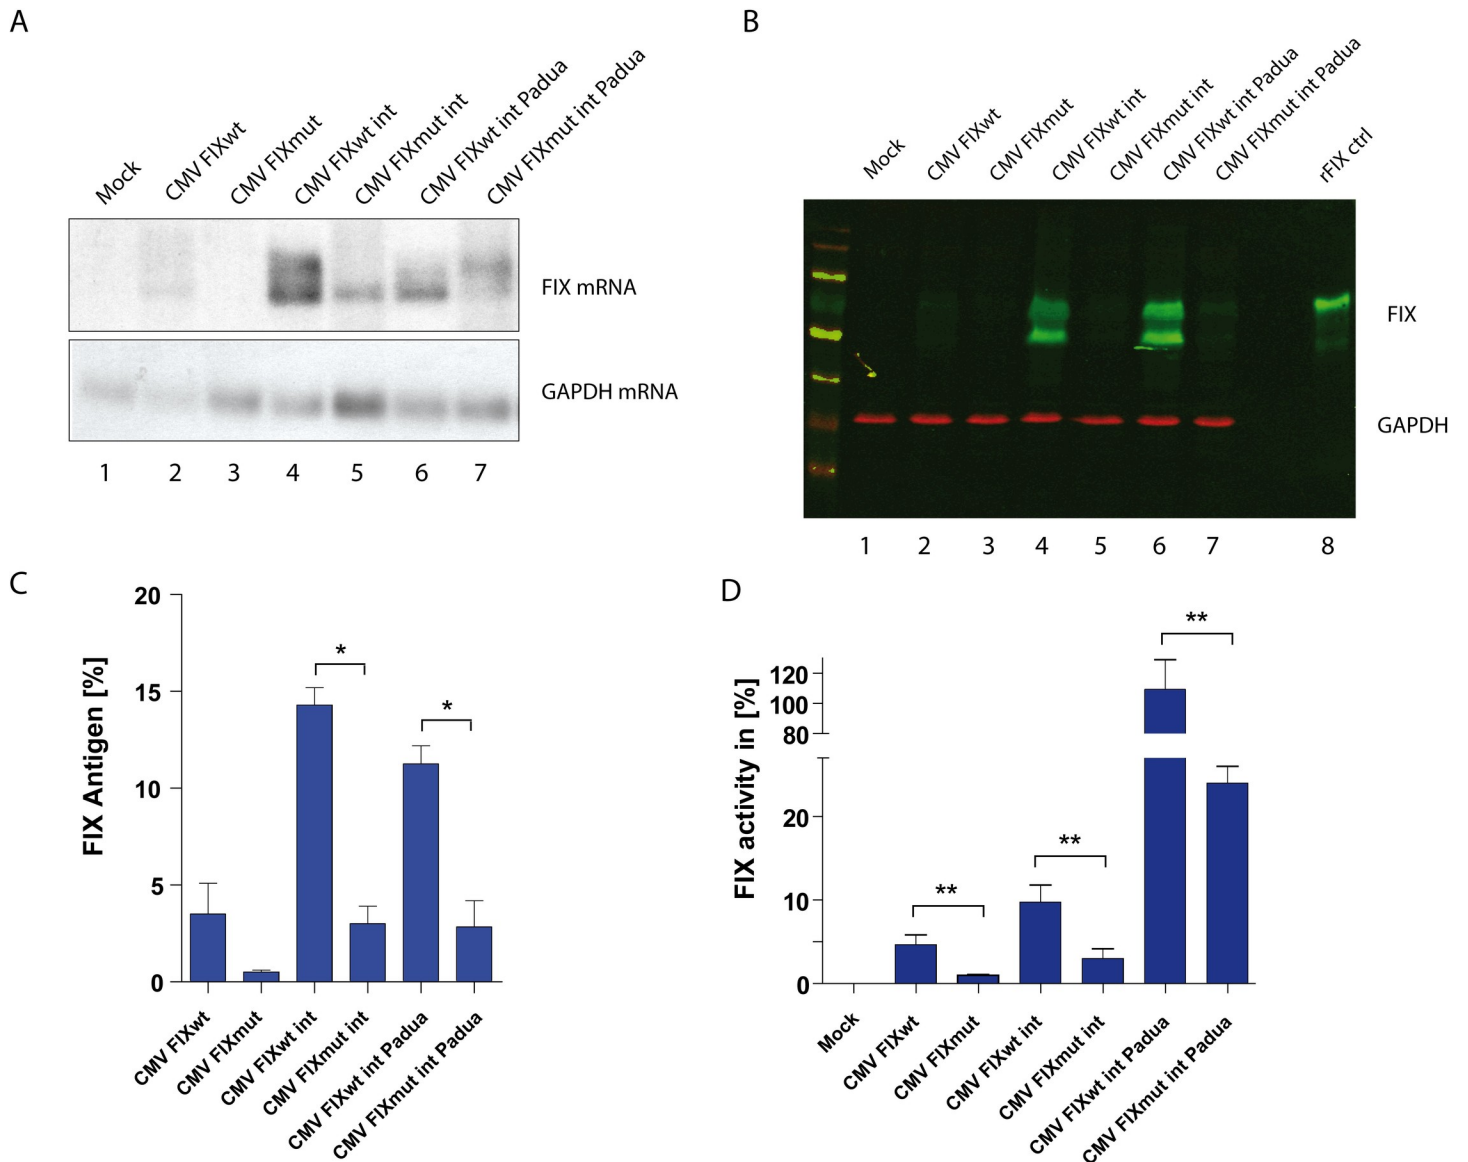 A
Mock
CMV FIXwt
CMV FIXmut
CMV FIXwt int
CMV FIXmut int
CMV FIXwt int Padua
CMV FIXmut int Padua
FIX mRNA
GAPDH mRNA
1 2 3 4 5 6 7
B
Mock
CMV FIXwt
CMV FIXmut
CMV FIXwt int
CMV FIXmut int
CMV FIXwt int Padua
CMV FIXmut int Padua
rFIX ctrl
FIX
GAPDH
1 2 3 4 5 6 7 8
C
FIX Antigen [%]
20
15
10
5
0
*
*
CMV FIXwt
CMV FIXmut
CMV FIXwt int
CMV FIXmut int
CMV FIXwt int Padua
CMV FIXmut int Padua
D
FIX activity in [%]
120
100
80
20
10
0
**
**
**
Mock
CMV FIXwt
CMV FIXmut
CMV FIXwt int
CMV FIXmut int
CMV FIXwt int Padua
CMV FIXmut int Padua